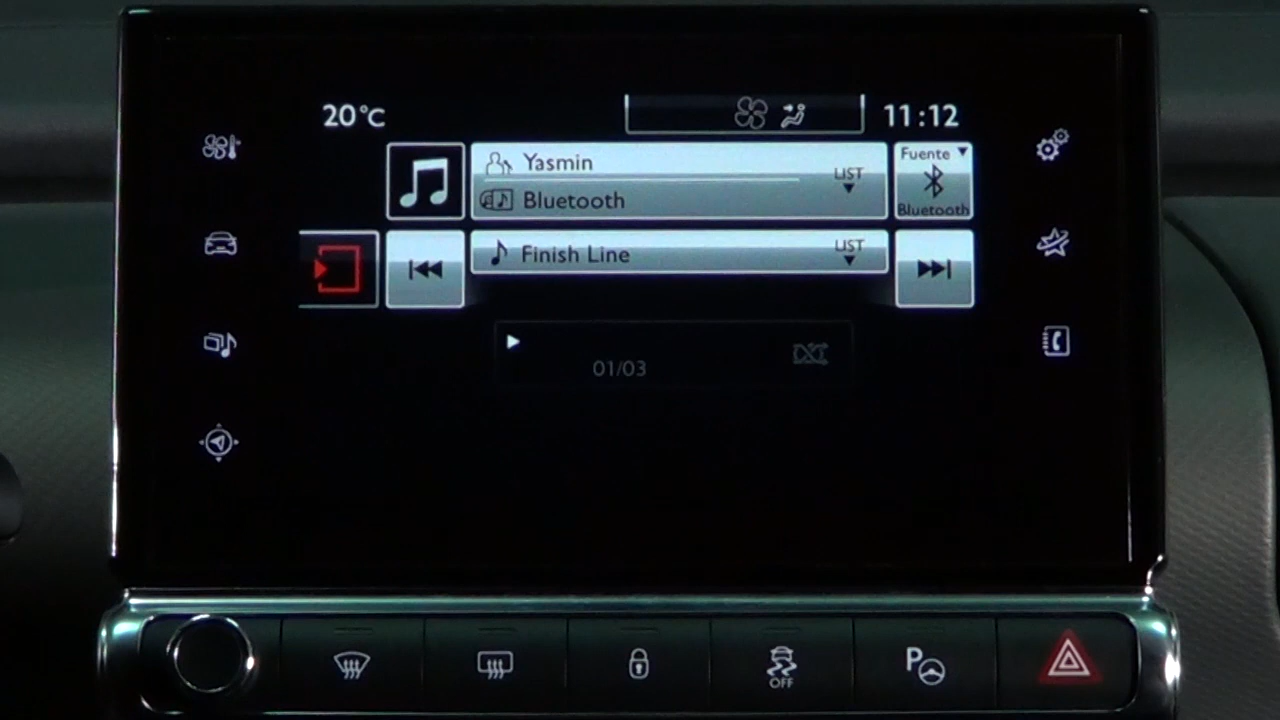 20°C
11:12
Yasmin
LIST
Fuente
Bluetooth
Bluetooth
Finish Line
LIST
01/03
OFF
P